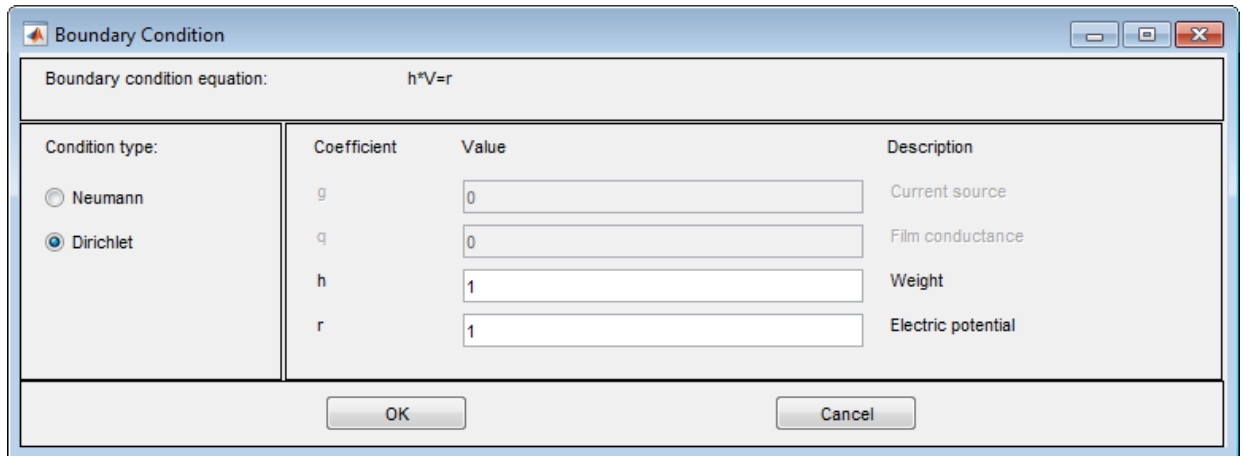 Boundary Condition
Boundary condition equation: h*V=r
Condition type:
Neumann
Dirichlet
Coefficient Value Description
g 0 Current source
q 0 Film conductance
h 1 Weight
r 1 Electric potential
OK Cancel